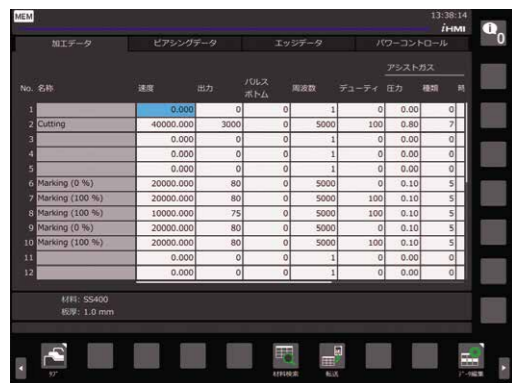 MEM
13:38:14
iHMI
0
加工データ ピアシングデータ エッジデータ パワーコントロール
アシストガス
No. 名称 速度 出力 パルスボトム 周波数 デューティ 圧力 種類 時
1 0.000 0 0 1 0 0.00 0
2 Cutting 40000.000 3000 0 5000 100 0.80 7
3 0.000 0 0 1 0 0.00 0
4 0.000 0 0 1 0 0.00 0
5 0.000 0 0 1 0 0.00 0
6 Marking (0 %) 20000.000 80 0 5000 0 0.10 5
7 Marking (100 %) 20000.000 80 0 5000 100 0.10 5
8 Marking (100 %) 10000.000 75 0 5000 100 0.10 5
9 Marking (0 %) 20000.000 80 0 5000 0 0.10 5
10 Marking (100 %) 20000.000 80 0 5000 100 0.10 5
11 0.000 0 0 1 0 0.00 0
12 0.000 0 0 1 0 0.00 0
材料: SS400
板厚: 1.0 mm
材料検索 転送 データ編集